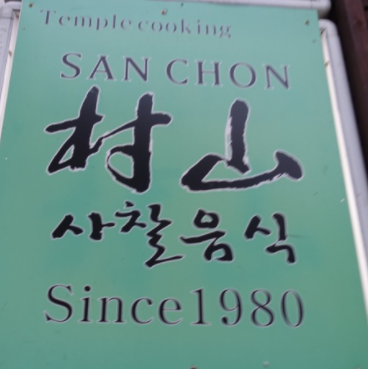 Temple cooking
SAN CHON
村山
사찰음식
Since1980